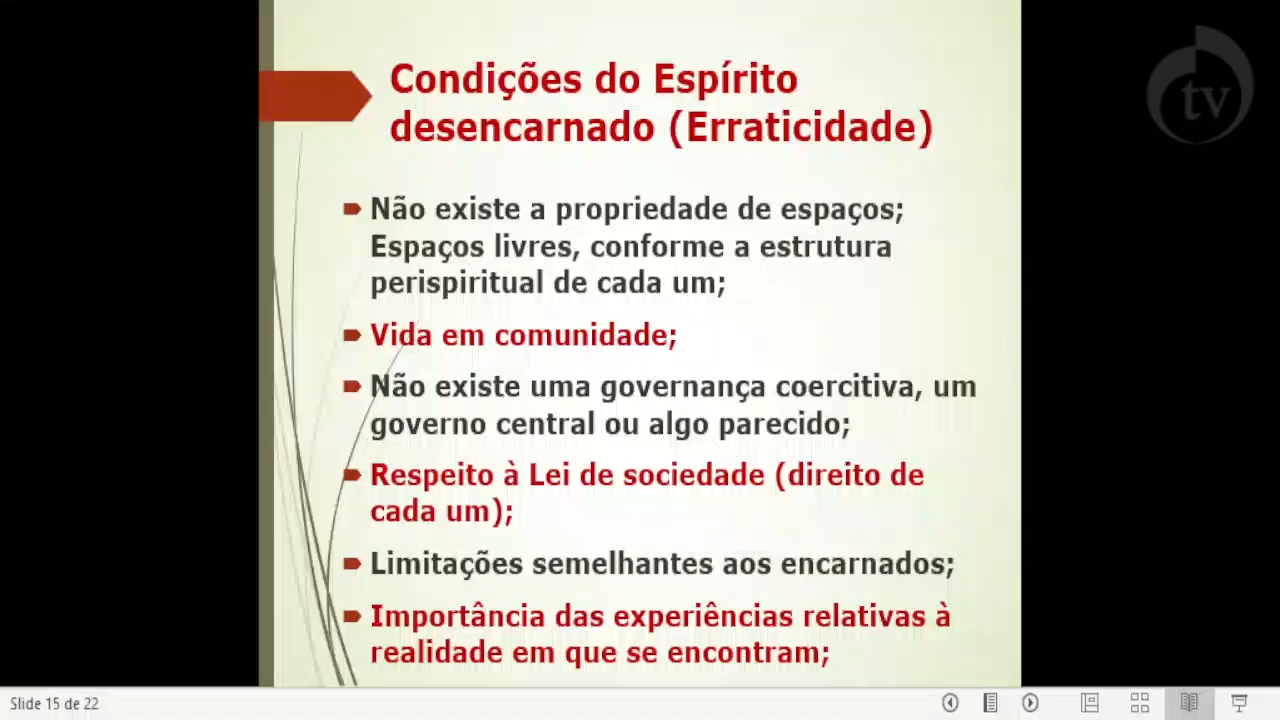 tv
Condições do Espírito
desencarnado (Erraticidade)
Não existe a propriedade de espaços;
Espaços livres, conforme a estrutura
perispiritual de cada um;
Vida em comunidade;
Não existe uma governança coercitiva, um
governo central ou algo parecido;
Respeito à Lei de sociedade (direito de
cada um);
Limitações semelhantes aos encarnados;
Importância das experiências relativas à
realidade em que se encontram;
Slide 15 de 22